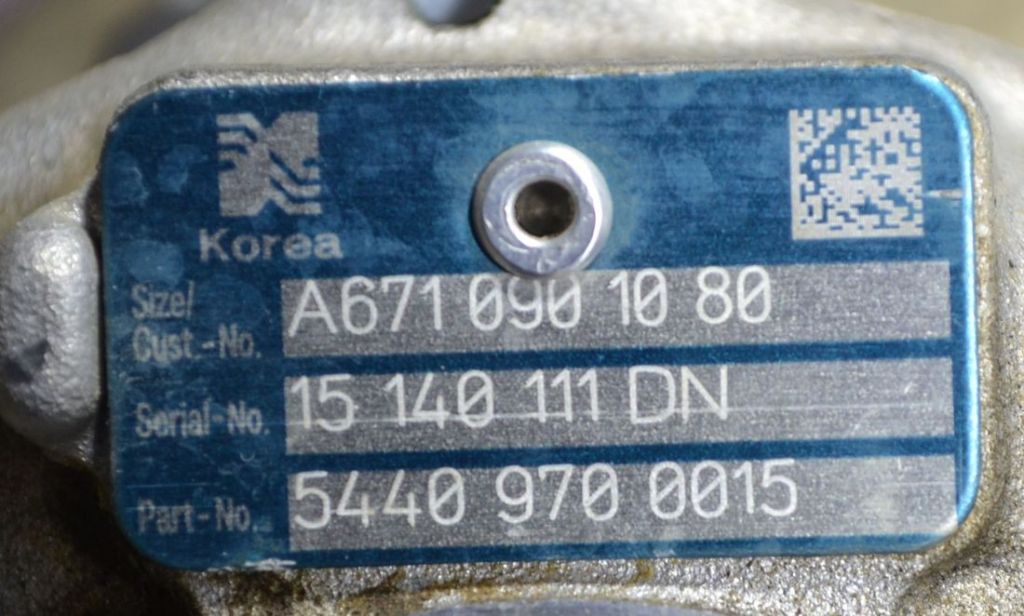 Korea
Size/
Cust.-No. A671 090 10 80
Serial-No. 15 140 111 DN
Part-No. 5440 970 0015